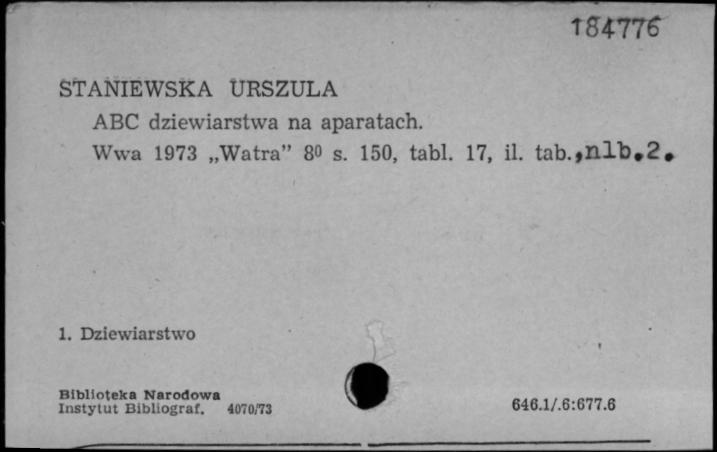 184776
STANIEWSKA URSZULA
ABC dziewiarstwa na aparatach.
Wwa 1973 „Watra” 8⁰ s. 150, tabl. 17, il. tab.,nlb.2.
1. Dziewiarstwo
Biblioteka Narodowa
Instytut Bibliograf. 4070/73
646.1/.6:677.6